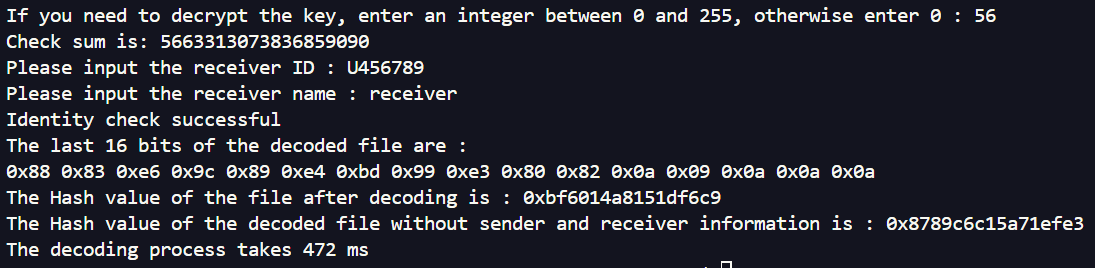 If you need to decrypt the key, enter an integer between 0 and 255, otherwise enter 0 : 56
Check sum is: 5663313073836859090
Please input the receiver ID : U456789
Please input the receiver name : receiver
Identity check successful
The last 16 bits of the decoded file are :
0x88 0x83 0xe6 0x9c 0x89 0xe4 0xbd 0x99 0xe3 0x80 0x82 0x0a 0x09 0x0a 0x0a 0x0a
The Hash value of the file after decoding is : 0xbf6014a8151df6c9
The Hash value of the decoded file without sender and receiver information is : 0x8789c6c15a71efe3
The decoding process takes 472 ms